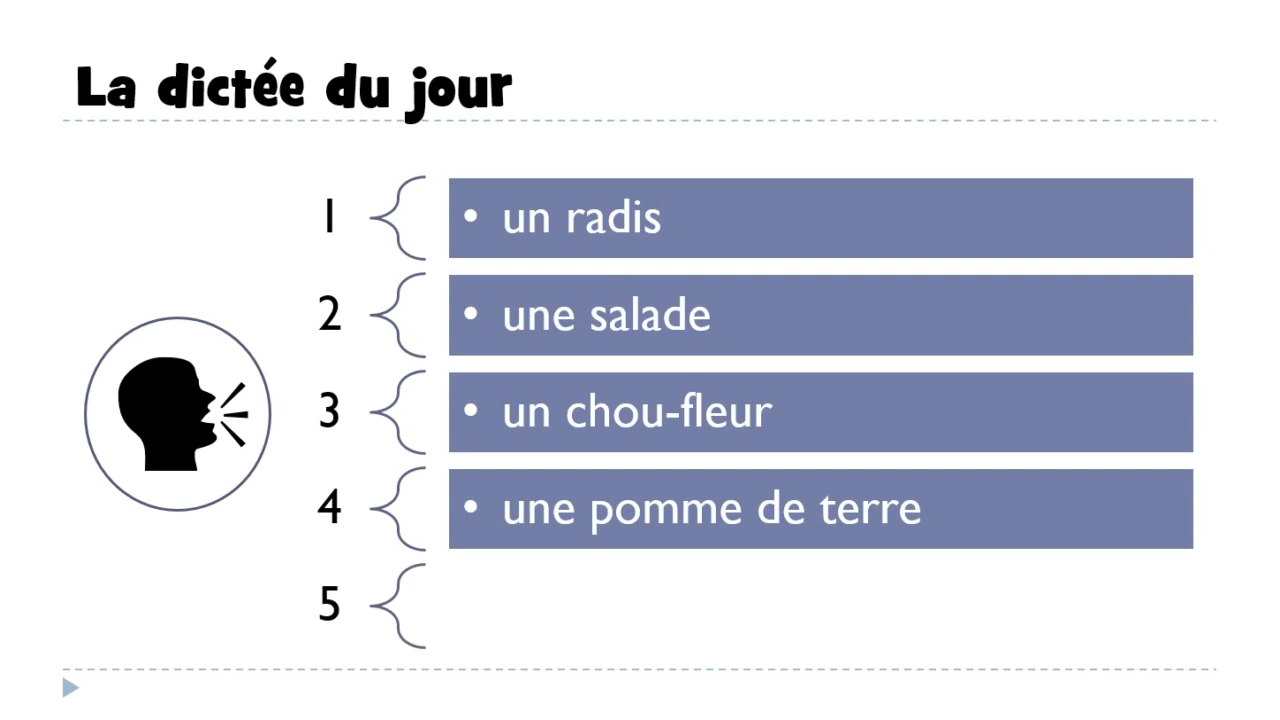 La dictée du jour
1 • un radis
2 • une salade
3 • un chou-fleur
4 • une pomme de terre
5